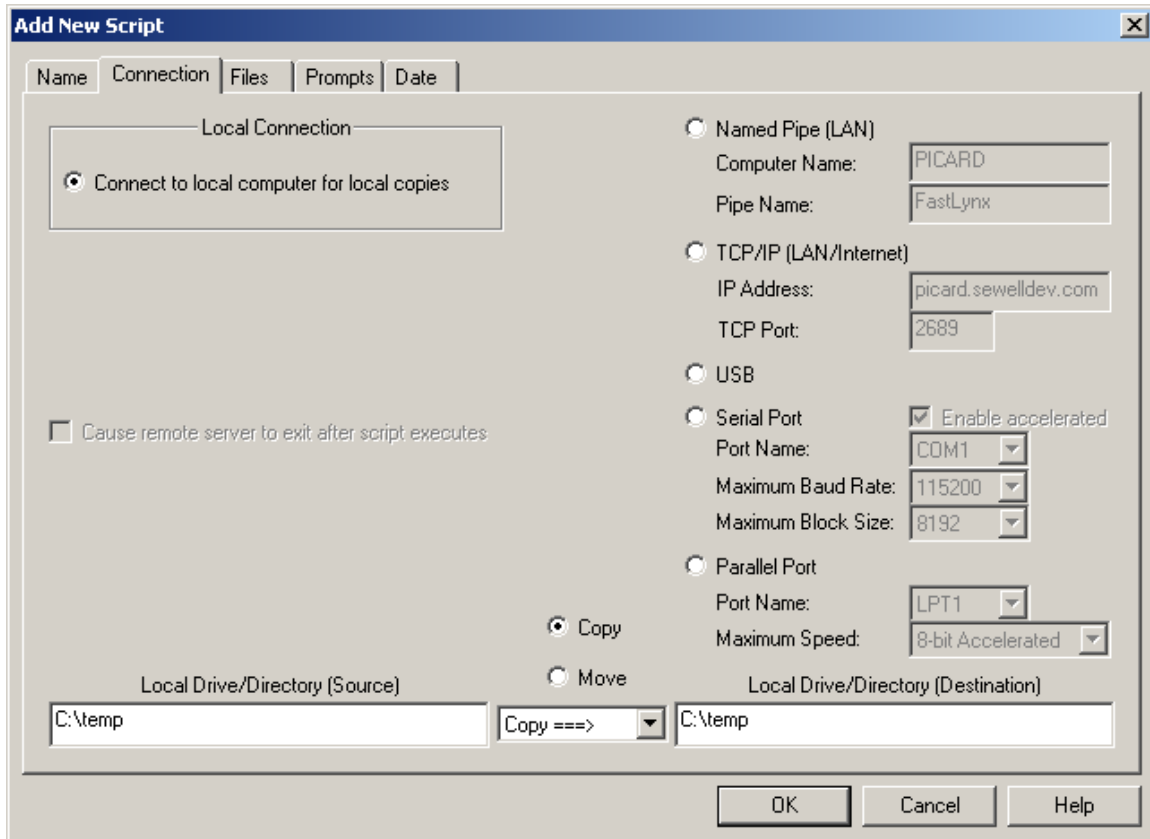 Add New Script
Name Connection Files Prompts Date
Local Connection
Connect to local computer for local copies
Cause remote server to exit after script executes
Named Pipe (LAN)
Computer Name: PICARD
Pipe Name: FastLynx
TCP/IP (LAN/Internet)
IP Address: picard.sewelldev.com
TCP Port: 2689
USB
Serial Port Enable accelerated
Port Name: COM1
Maximum Baud Rate: 115200
Maximum Block Size: 8192
Parallel Port
Port Name: LPT1
Maximum Speed: 8-bit Accelerated
Copy
Move
Local Drive/Directory (Source)
C:\temp
Copy ===>
Local Drive/Directory (Destination)
C:\temp
OK Cancel Help